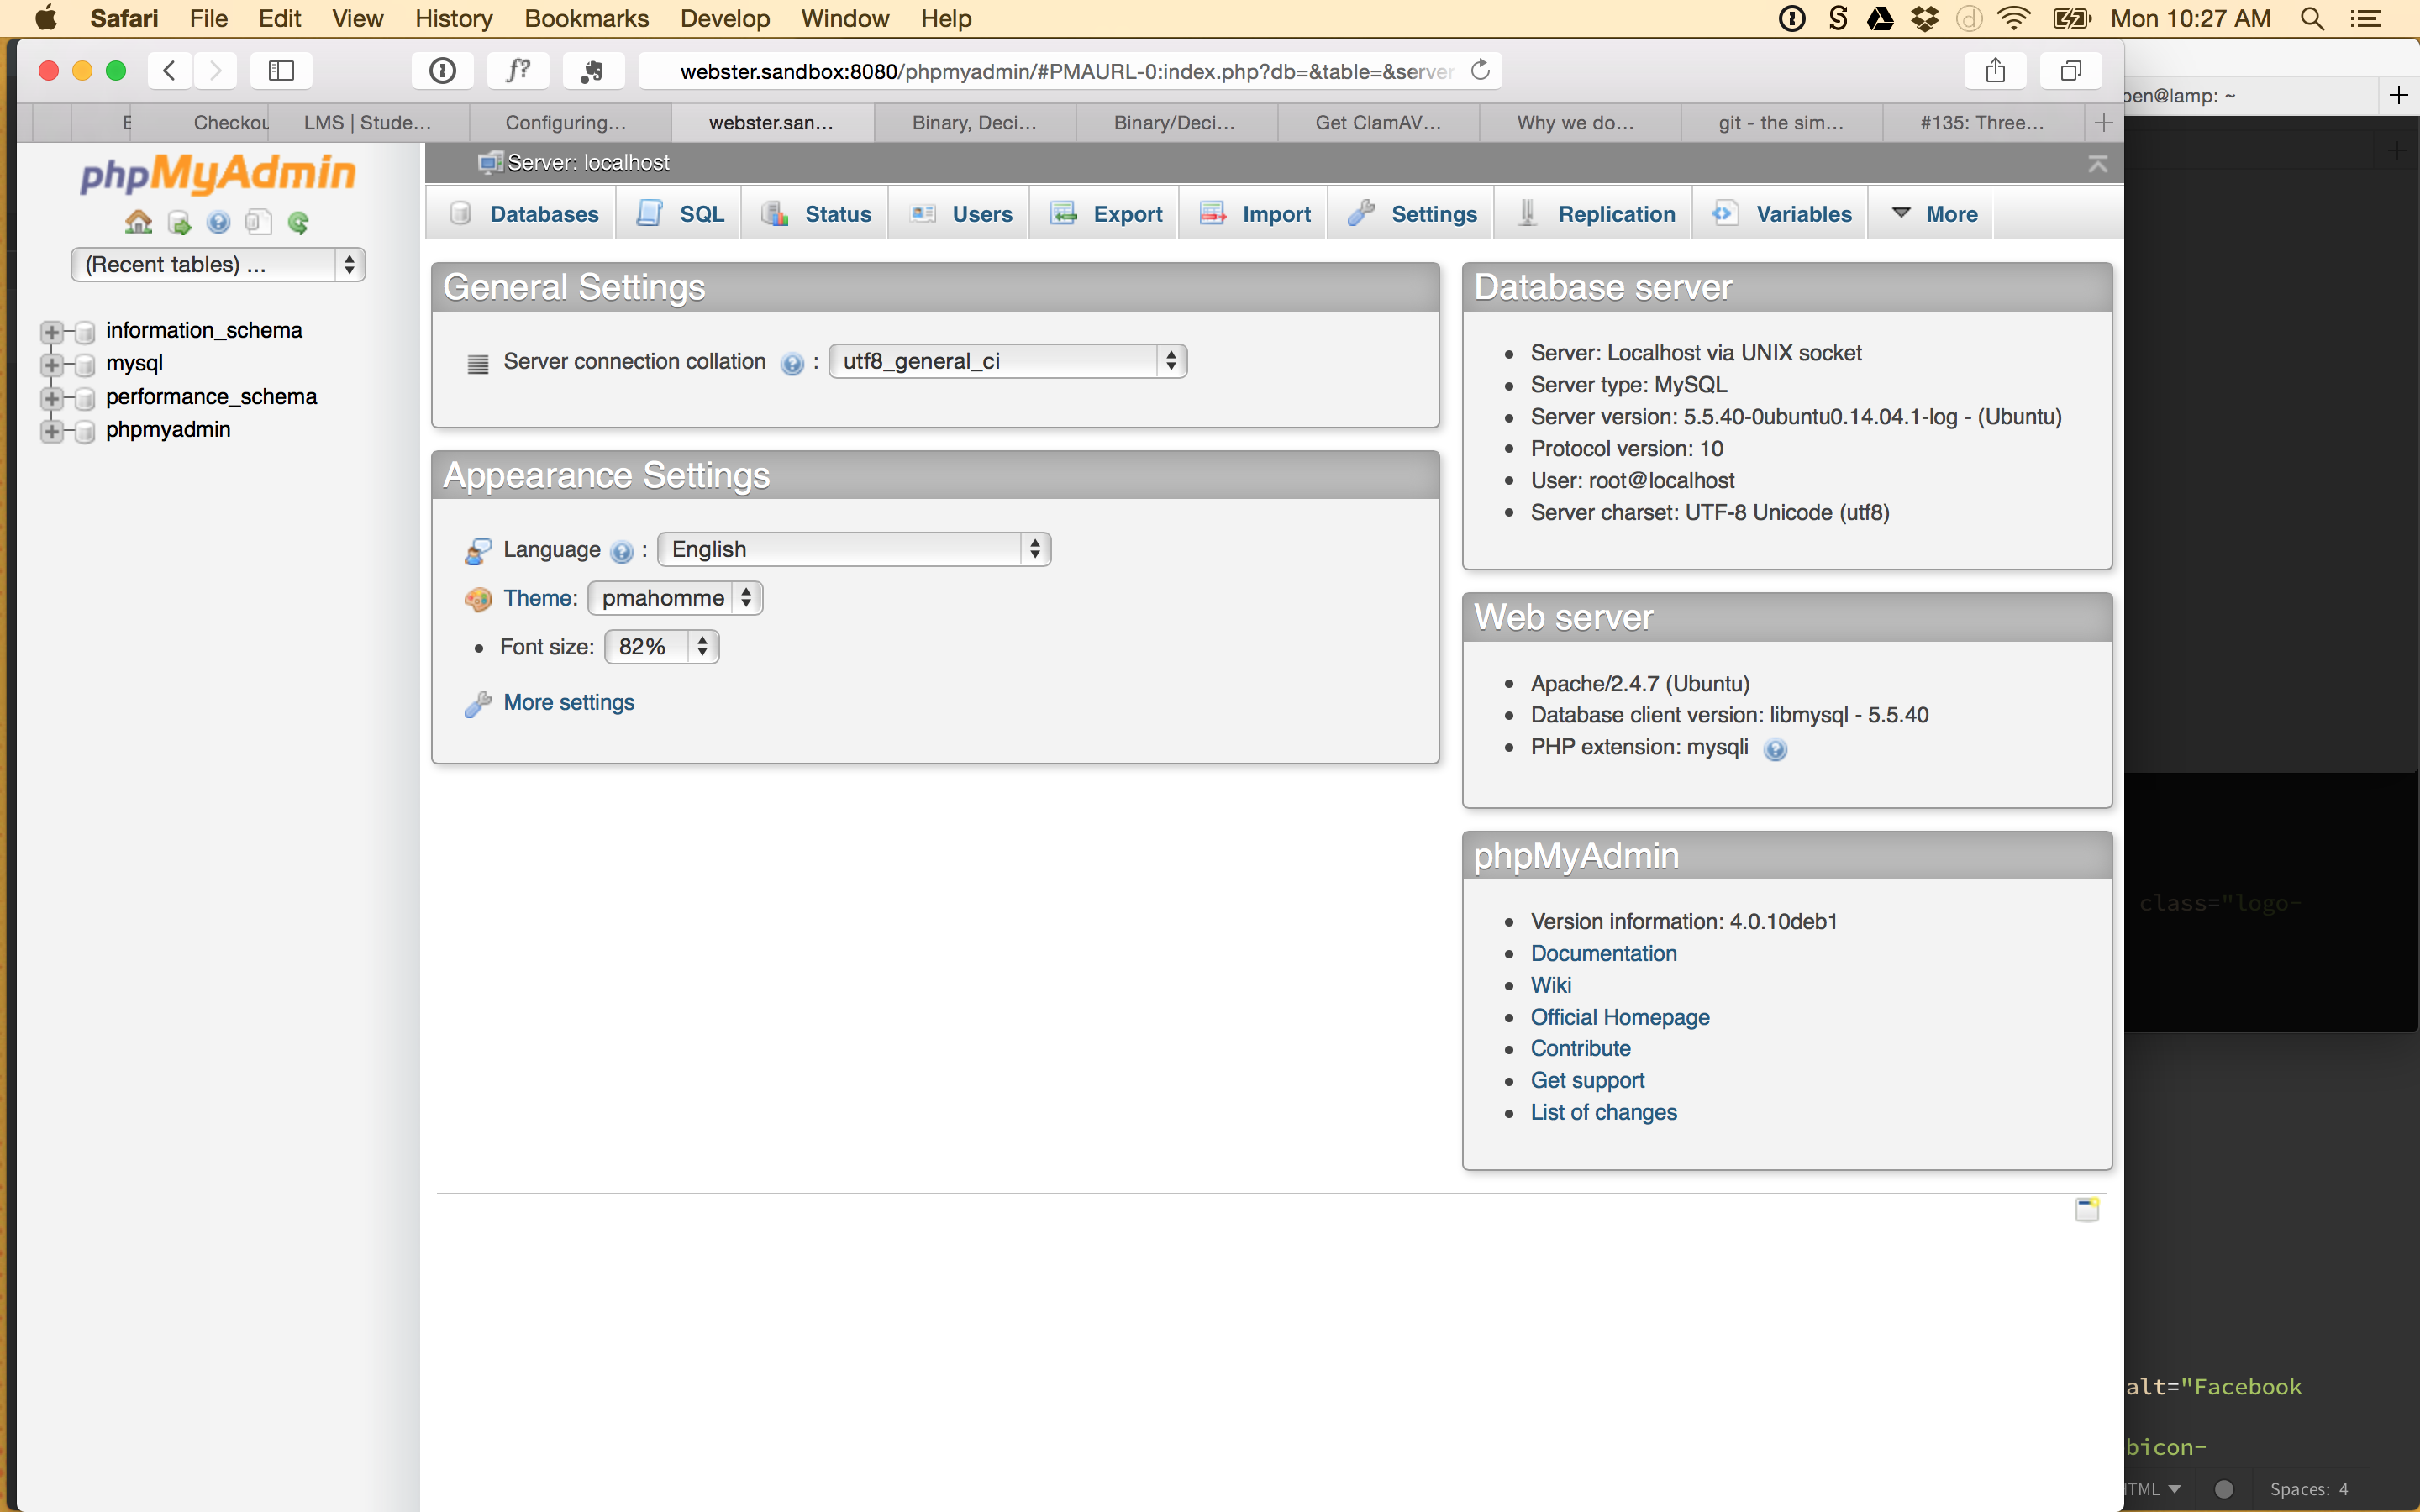 Safari File Edit View History Bookmarks Develop Window Help Mon 10:27 AM
f? webster.sandbox:8080/phpmyadmin/#PMAURL-0:index.php?db=&table=&server
ben@lamp: ~
E Checkou LMS | Stude... Configuring... webster.san... Binary, Deci... Binary/Deci... Get ClamAV... Why we do... git - the sim... #135: Three...
phpMyAdmin
(Recent tables) ...
information_schema
mysql
performance_schema
phpmyadmin
Server: localhost
Databases SQL Status Users Export Import Settings Replication Variables More
General Settings
Server connection collation : utf8_general_ci
Appearance Settings
Language : English
Theme: pmahomme
Font size: 82%
More settings
Database server
Server: Localhost via UNIX socket
Server type: MySQL
Server version: 5.5.40-0ubuntu0.14.04.1-log - (Ubuntu)
Protocol version: 10
User: root@localhost
Server charset: UTF-8 Unicode (utf8)
Web server
Apache/2.4.7 (Ubuntu)
Database client version: libmysql - 5.5.40
PHP extension: mysqli
phpMyAdmin
Version information: 4.0.10deb1
Documentation
Wiki
Official Homepage
Contribute
Get support
List of changes
class="logo-
alt="Facebook
bicon-
TML Spaces: 4